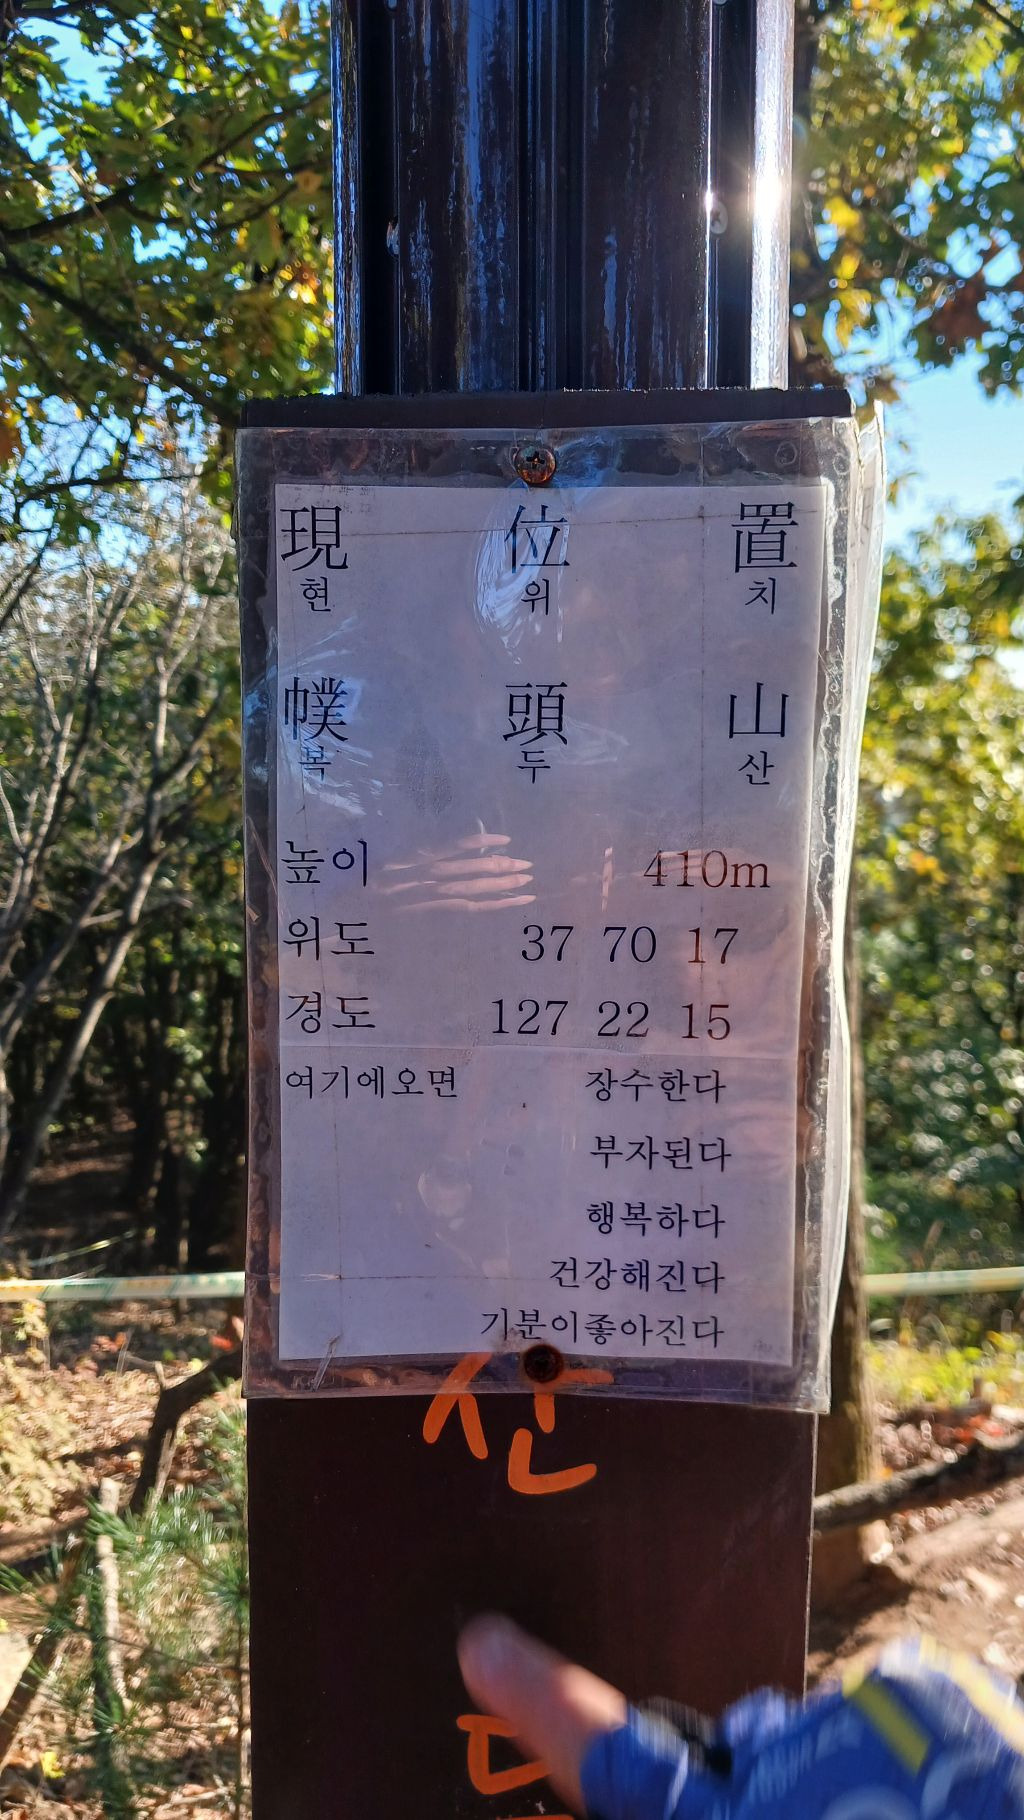 現 位 置
현 위 치
幞 頭 山
복 두 산
높이 410m
위도 37 70 17
경도 127 22 15
여기에오면 장수한다
부자된다
행복하다
건강해진다
기분이좋아진다
산